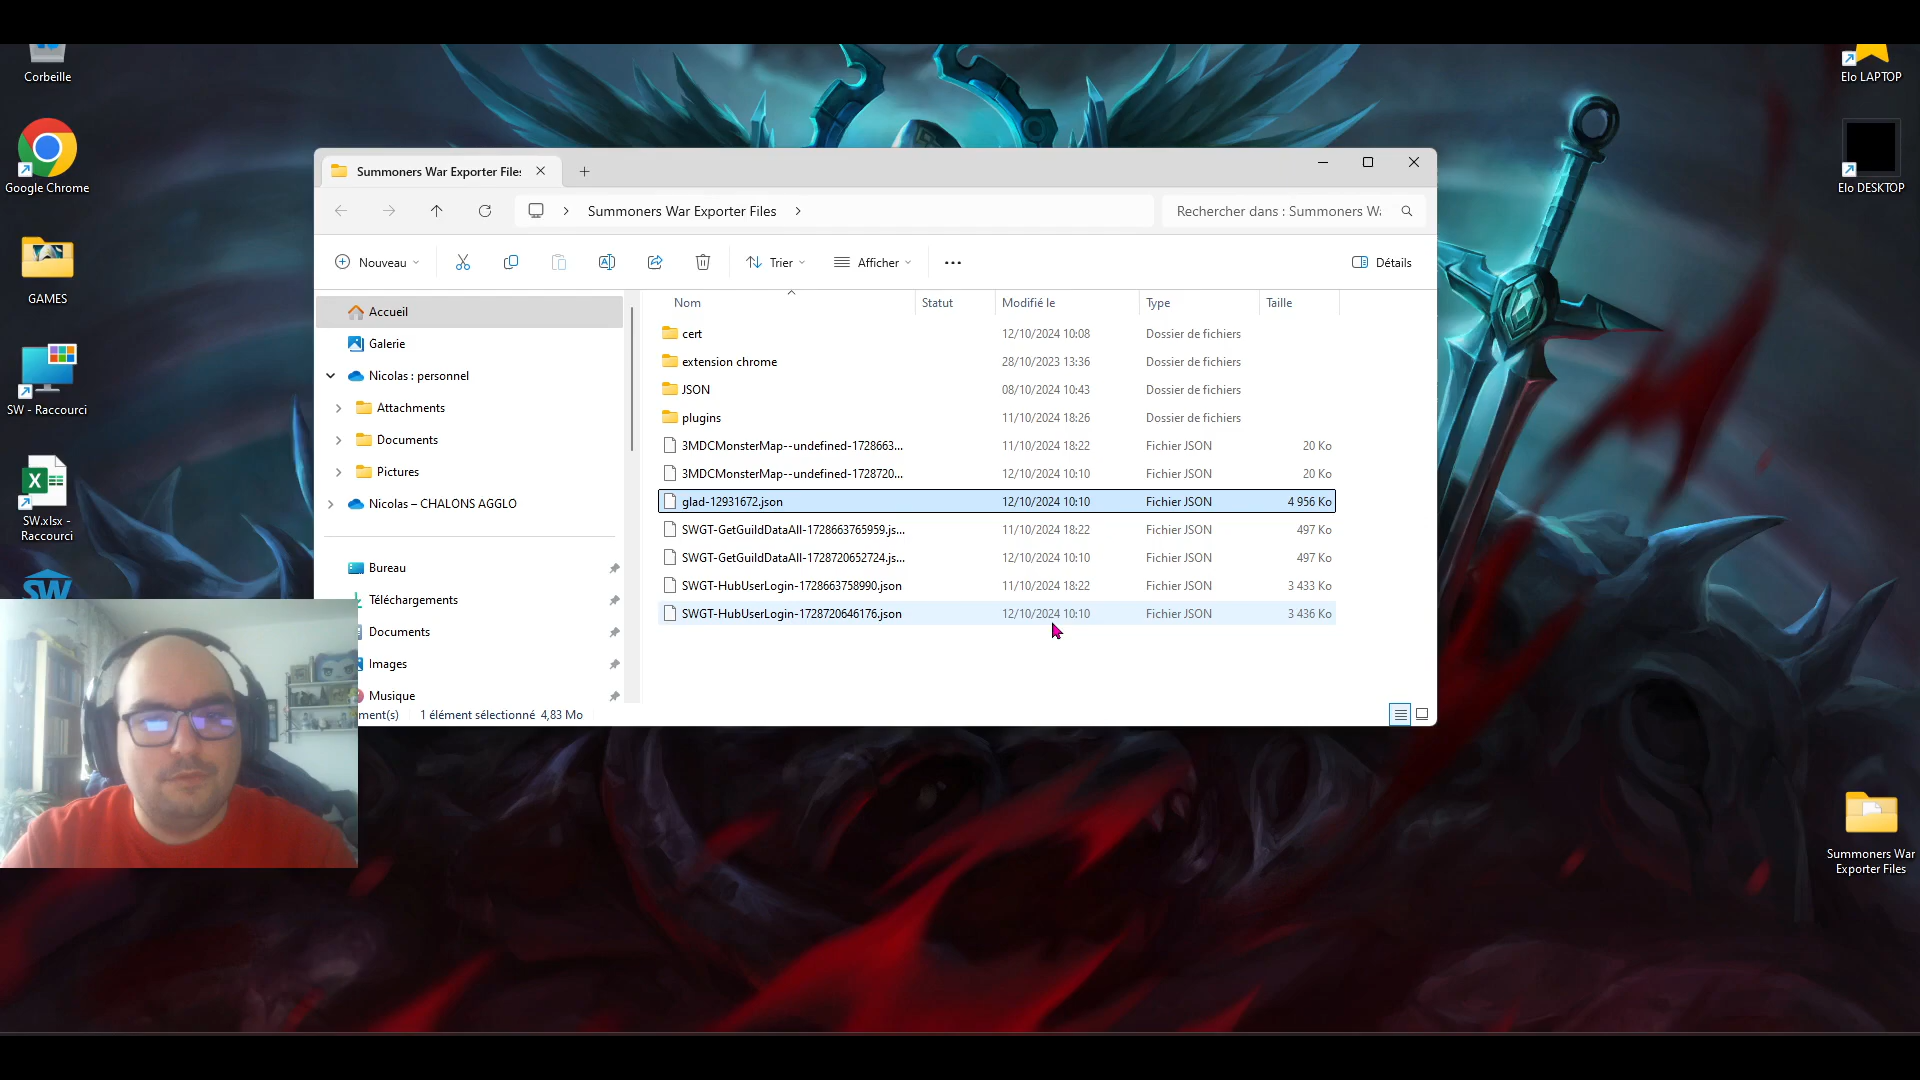 Corbeille
Google Chrome
GAMES
SW - Raccourci
SW.xlsx -
Raccourci
SW
Elo LAPTOP
Elo DESKTOP
Summoners War
Exporter Files
Summoners War Exporter Files
Summoners War Exporter Files
Rechercher dans : Summoners Wa
Nouveau
Trier
Afficher
Détails
Accueil
Galerie
Nicolas : personnel
Attachments
Documents
Pictures
Nicolas – CHALONS AGGLO
Bureau
Téléchargements
Documents
Images
Musique
Nom Statut Modifié le Type Taille
cert 12/10/2024 10:08 Dossier de fichiers
extension chrome 28/10/2023 13:36 Dossier de fichiers
JSON 08/10/2024 10:43 Dossier de fichiers
plugins 11/10/2024 18:26 Dossier de fichiers
3MDCMonsterMap--undefined-1728663... 11/10/2024 18:22 Fichier JSON 20 Ko
3MDCMonsterMap--undefined-1728720... 12/10/2024 10:10 Fichier JSON 20 Ko
glad-12931672.json 12/10/2024 10:10 Fichier JSON 4 956 Ko
SWGT-GetGuildDataAll-1728663765959.js... 11/10/2024 18:22 Fichier JSON 497 Ko
SWGT-GetGuildDataAll-1728720652724.js... 12/10/2024 10:10 Fichier JSON 497 Ko
SWGT-HubUserLogin-1728663758990.json 11/10/2024 18:22 Fichier JSON 3 433 Ko
SWGT-HubUserLogin-1728720646176.json 12/10/2024 10:10 Fichier JSON 3 436 Ko
ment(s) 1 élément sélectionné 4,83 Mo